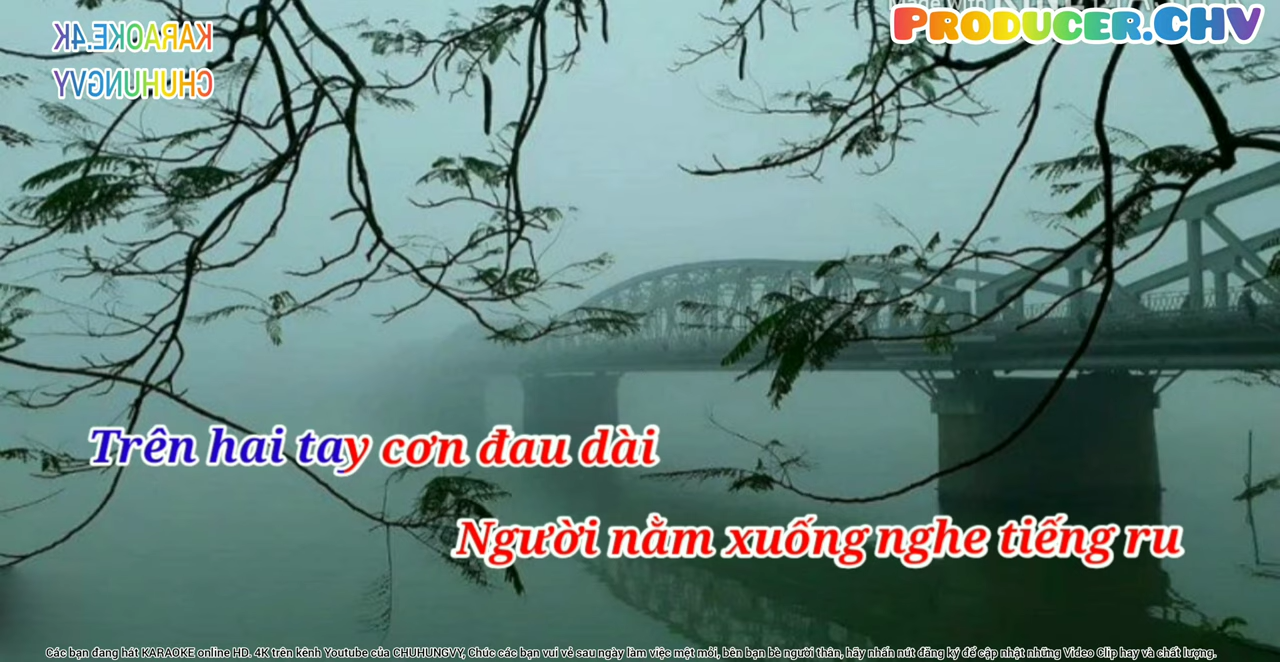 PRODUCER.CHV
KARAOKE.4K
CHUHUNGVY
Trên hai tay cơn đau dài
Người nằm xuống nghe tiếng ru
Các bạn đang hát KARAOKE online HD. 4K trên kênh Youtube của CHUHUNGVY, Chúc các bạn vui vẻ sau ngày làm việc mệt mỏi, bên bạn bè người thân, hãy nhấn nút đăng ký để cập nhật những Video Clip hay và chất lượng.